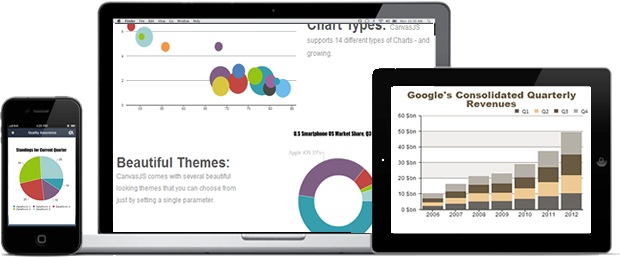 Chart Types: CanvasJS
supports 14 different types of Charts - and
growing.
U.S Smartphone OS Market Share, Q3
Beautiful Themes:
CanvasJS comes with several beautiful
looking themes that you can choose from
just by setting a single parameter.
Quality Assurance
Standings for Current Quarter
Google's Consolidated Quarterly
Revenues
Q1 Q2 Q3 Q4
60 $bn
50 $bn
40 $bn
30 $bn
20 $bn
10 $bn
0 $bn
2006 2007 2008 2009 2010 2011 2012